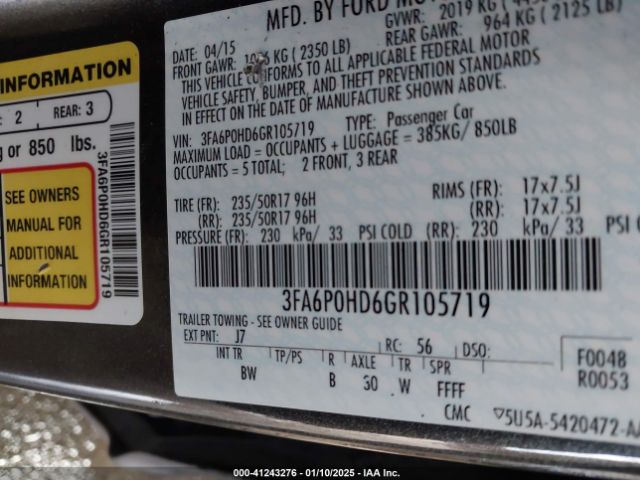 INFORMATION
2 REAR: 3
g or 850 lbs.
SEE OWNERS
MANUAL FOR
ADDITIONAL
INFORMATION
3FA6P0HD6GR105719
MFD. BY FORD
DATE: 04/15 GVWR: 2019 KG
FRONT GAWR: KG (2350 LB) REAR GAWR: 964 KG (2125 LB)
THIS VEHICLE CONFORMS TO ALL APPLICABLE FEDERAL MOTOR
VEHICLE SAFETY, BUMPER, AND THEFT PREVENTION STANDARDS
IN EFFECT ON THE DATE OF MANUFACTURE SHOWN ABOVE.
VIN: 3FA6P0HD6GR105719 TYPE: Passenger Car
MAXIMUM LOAD = OCCUPANTS + LUGGAGE = 385KG/ 850LB
OCCUPANTS = 5 TOTAL; 2 FRONT, 3 REAR
TIRE (FR): 235/50R17 96H RIMS (FR): 17x7.5J
(RR): 235/50R17 96H (RR): 17x7.5J
PRESSURE (FR): 230 kPa/ 33 PSI COLD (RR): 230 kPa/ 33 PSI
3FA6P0HD6GR105719
TRAILER TOWING - SEE OWNER GUIDE
EXT PNT: J7 RC: 56 DSO: F0048
INT TR TP/PS R AXLE TR SPR R0053
BW B 30 W FFFF
CMC 5U5A-5420472-AA
000-41243276 - 01/10/2025 - IAA Inc.